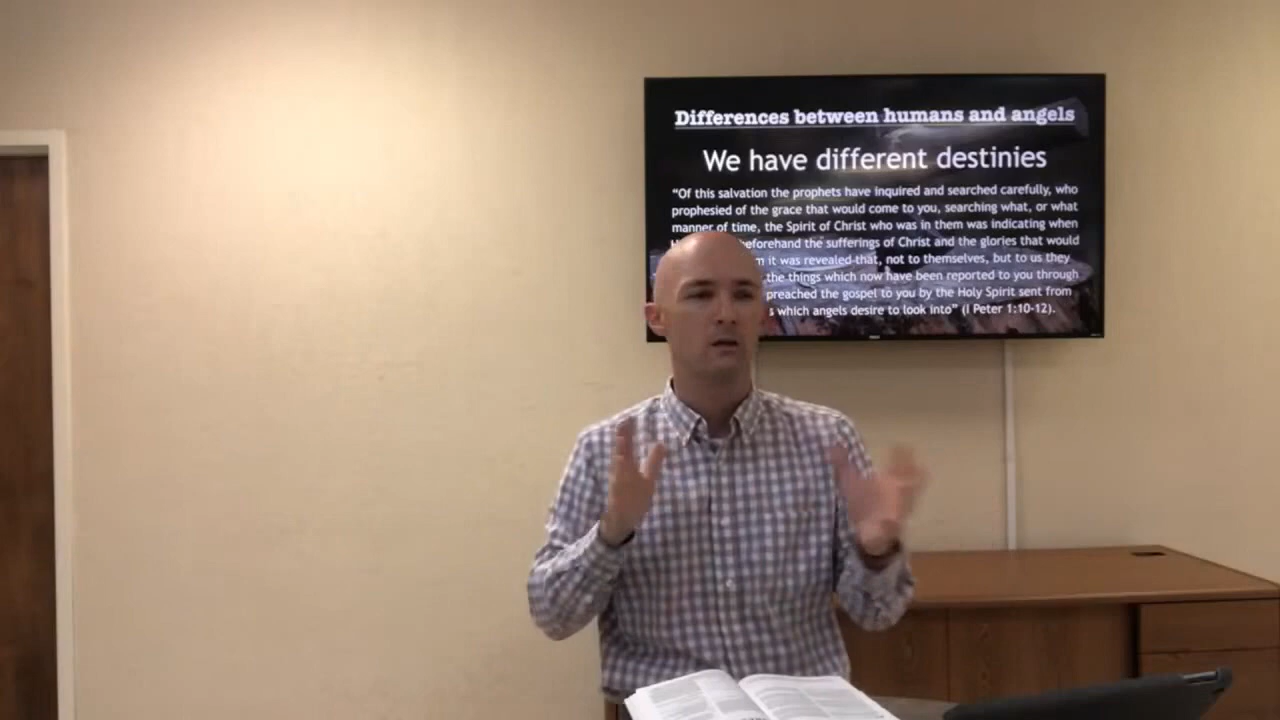 Differences between humans and angels
We have different destinies
“Of this salvation the prophets have inquired and searched carefully, who
prophesied of the grace that would come to you, searching what, or what
manner of time, the Spirit of Christ who was in them was indicating when
beforehand the sufferings of Christ and the glories that would
it was revealed that, not to themselves, but to us they
the things which now have been reported to you through
preached the gospel to you by the Holy Spirit sent from
which angels desire to look into” (I Peter 1:10-12).